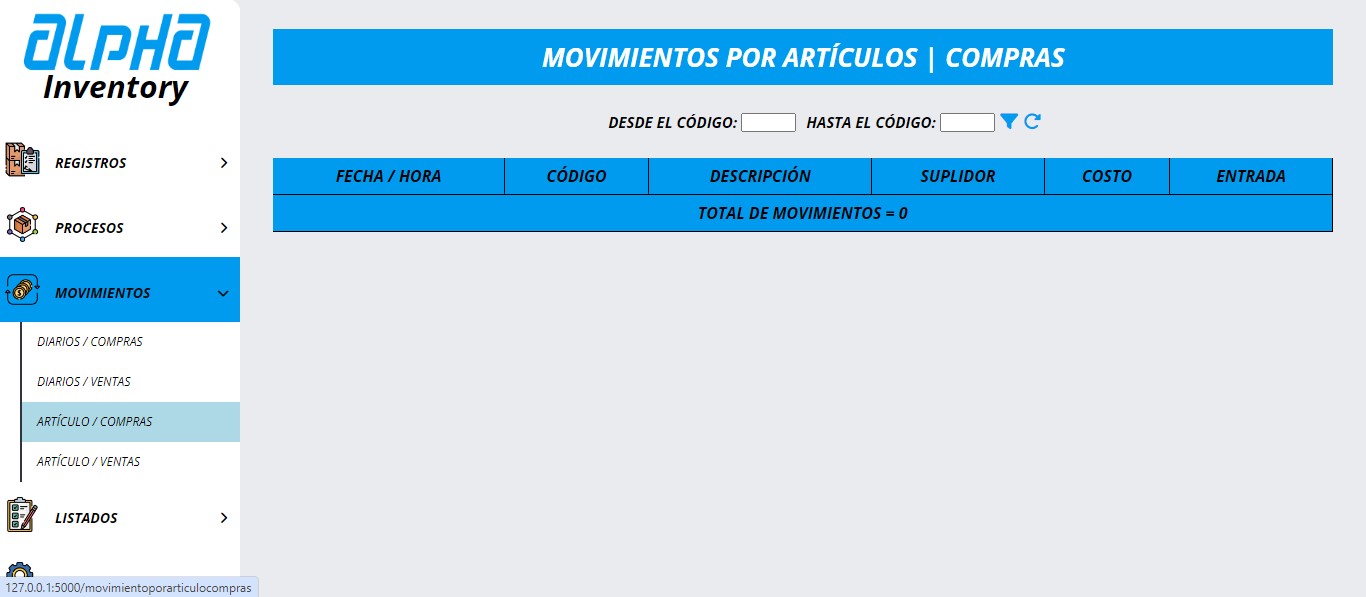 ALPHA
Inventory
REGISTROS
PROCESOS
MOVIMIENTOS
DIARIOS / COMPRAS
DIARIOS / VENTAS
ARTÍCULO / COMPRAS
ARTÍCULO / VENTAS
LISTADOS
127.0.0.1:5000/movimientoporarticulocompras
MOVIMIENTOS POR ARTÍCULOS | COMPRAS
DESDE EL CÓDIGO: HASTA EL CÓDIGO:
FECHA / HORA CÓDIGO DESCRIPCIÓN SUPLIDOR COSTO ENTRADA
TOTAL DE MOVIMIENTOS = 0